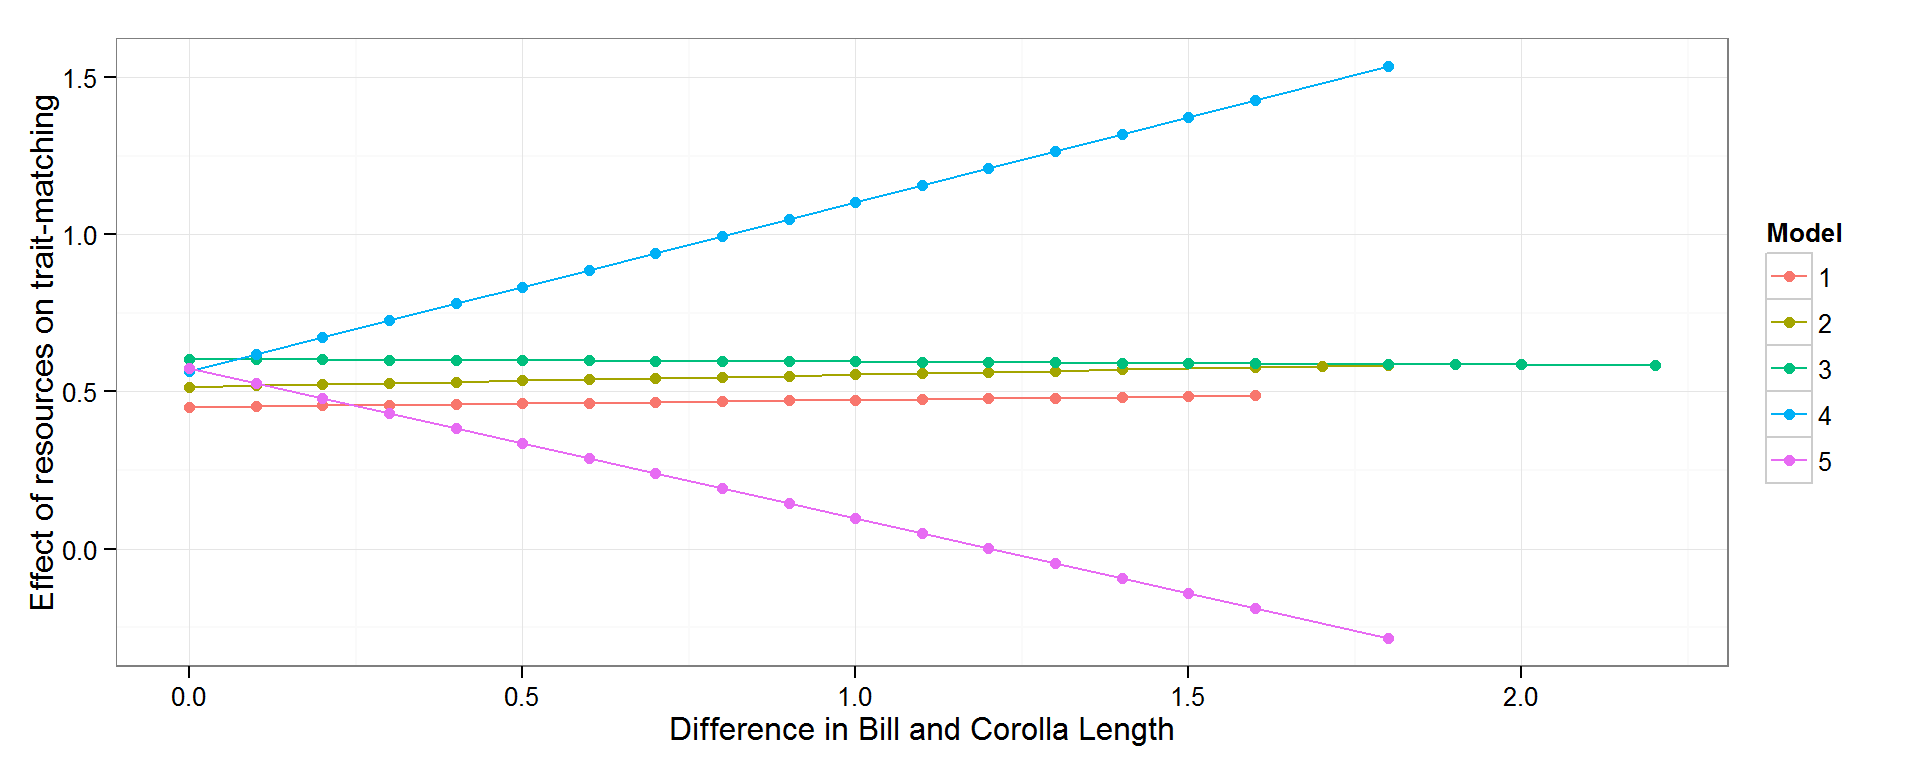 Effect of resources on trait-matching
1.5
1.0
0.5
0.0
0.0 0.5 1.0 1.5 2.0
Difference in Bill and Corolla Length
Model
1
2
3
4
5